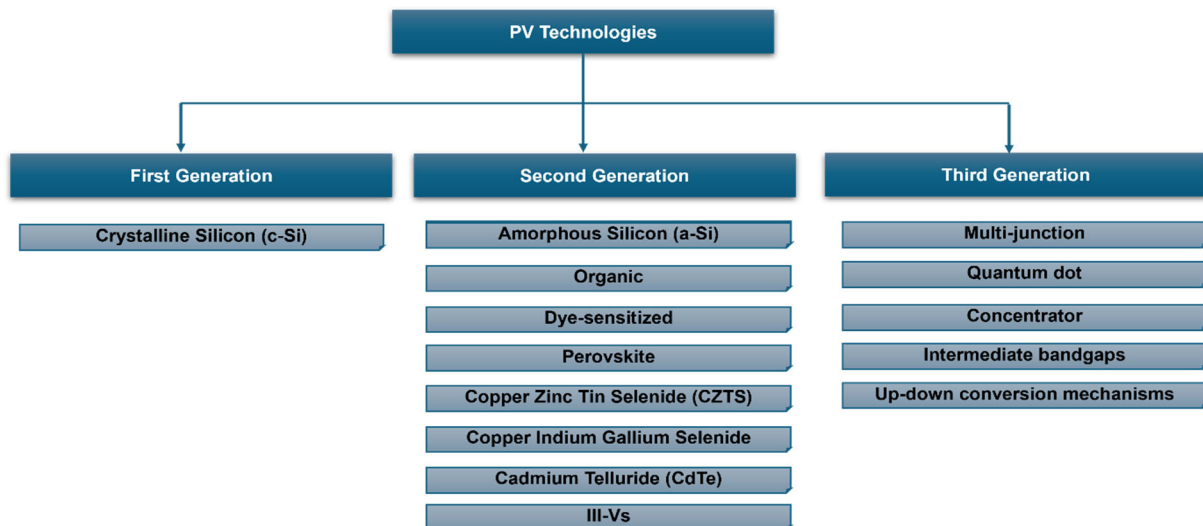 PV Technologies
First Generation
Second Generation
Third Generation
Crystalline Silicon (c-Si)
Amorphous Silicon (a-Si)
Organic
Dye-sensitized
Perovskite
Copper Zinc Tin Selenide (CZTS)
Copper Indium Gallium Selenide
Cadmium Telluride (CdTe)
III-Vs
Multi-junction
Quantum dot
Concentrator
Intermediate bandgaps
Up-down conversion mechanisms